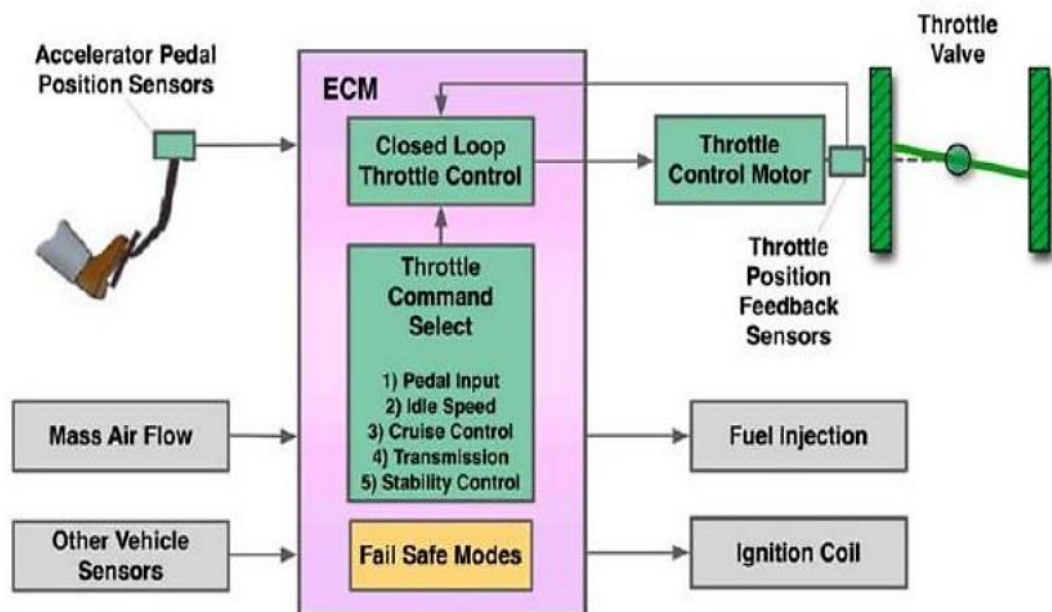 Accelerator Pedal
Position Sensors
ECM
Closed Loop
Throttle Control
Throttle
Control Motor
Throttle
Valve
Throttle
Position
Feedback
Sensors
Throttle
Command
Select
1) Pedal Input
2) Idle Speed
3) Cruise Control
4) Transmission
5) Stability Control
Mass Air Flow
Fuel Injection
Other Vehicle
Sensors
Fail Safe Modes
Ignition Coil